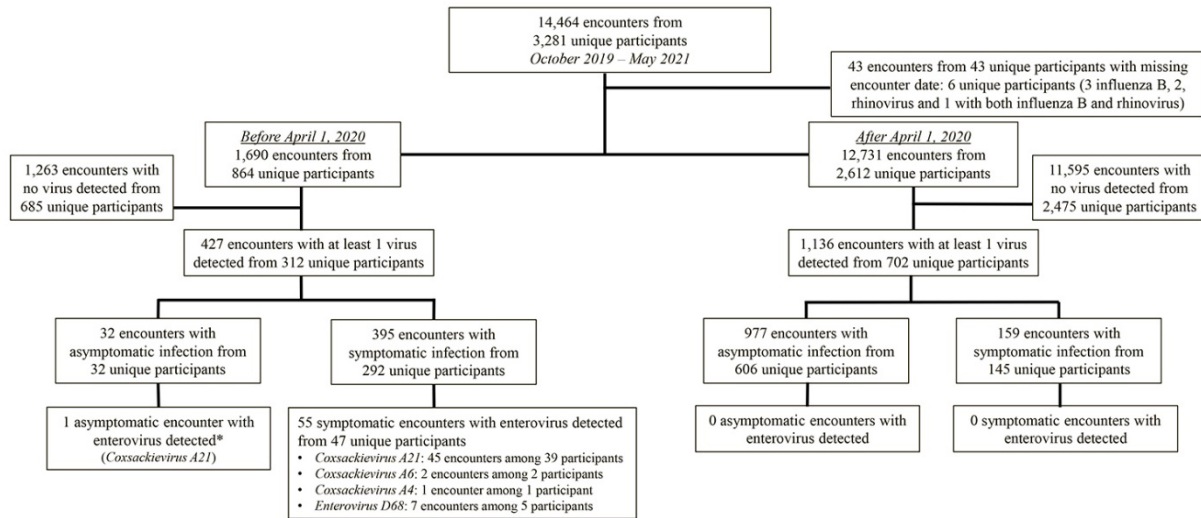 14,464 encounters from
3,281 unique participants
October 2019 – May 2021
43 encounters from 43 unique participants with missing
encounter date: 6 unique participants (3 influenza B, 2,
rhinovirus and 1 with both influenza B and rhinovirus)
Before April 1, 2020
1,690 encounters from
864 unique participants
After April 1, 2020
12,731 encounters from
2,612 unique participants
1,263 encounters with
no virus detected from
685 unique participants
11,595 encounters with
no virus detected from
2,475 unique participants
427 encounters with at least 1 virus
detected from 312 unique participants
1,136 encounters with at least 1 virus
detected from 702 unique participants
32 encounters with
asymptomatic infection from
32 unique participants
395 encounters with
symptomatic infection from
292 unique participants
977 encounters with
asymptomatic infection from
606 unique participants
159 encounters with
symptomatic infection from
145 unique participants
1 asymptomatic encounter with
enterovirus detected*
(Coxsackievirus A21)
55 symptomatic encounters with enterovirus detected
from 47 unique participants
• Coxsackievirus A21: 45 encounters among 39 participants
• Coxsackievirus A6: 2 encounters among 2 participants
• Coxsackievirus A4: 1 encounter among 1 participant
• Enterovirus D68: 7 encounters among 5 participants
0 asymptomatic encounters with
enterovirus detected
0 symptomatic encounters with
enterovirus detected